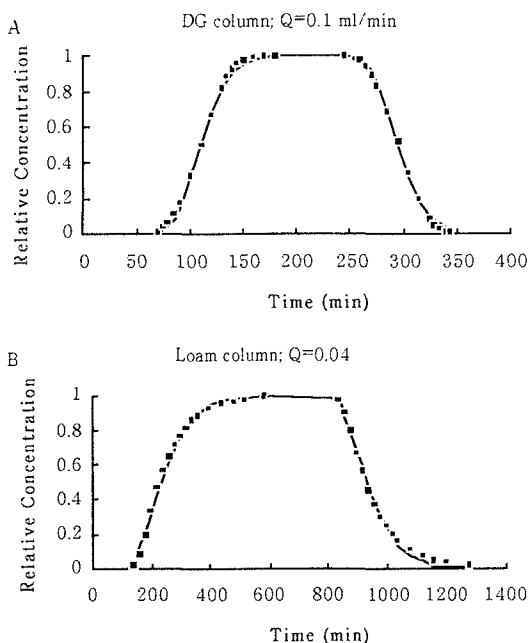 A
DG column; Q=0.1 ml/min
Relative Concentration
1
0.8
0.6
0.4
0.2
0
0 50 100 150 200 250 300 350 400
Time (min)
B
Loam column; Q=0.04
Relative Concentration
1
0.8
0.6
0.4
0.2
0
0 200 400 600 800 1000 1200 1400
Time (min)